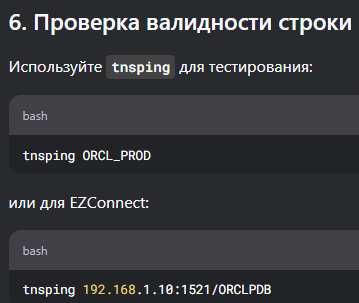 6. Проверка валидности строки
Используйте tnsping для тестирования:
bash
tnsping ORCL_PROD
или для EZConnect:
bash
tnsping 192.168.1.10:1521/ORCLPDB